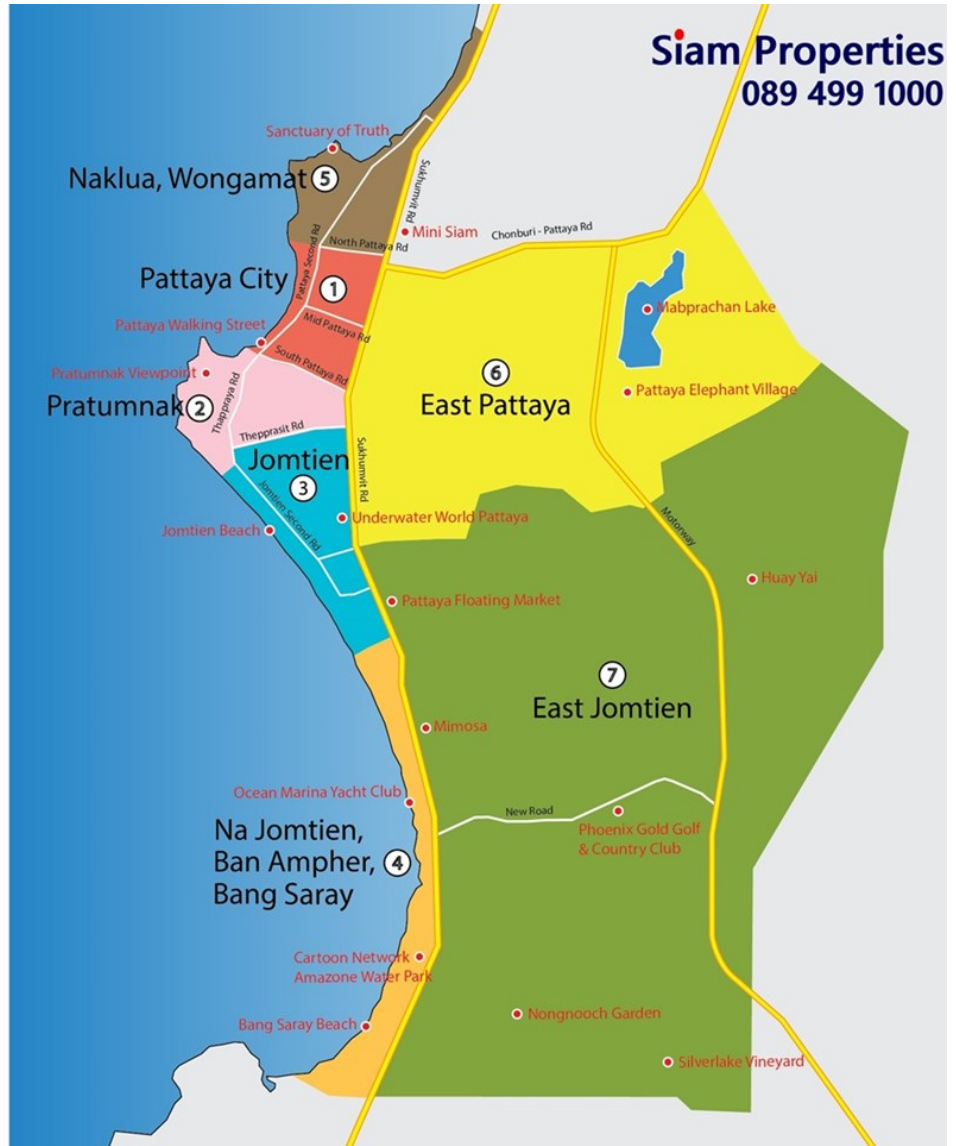 Siam Properties
089 499 1000
Sanctuary of Truth
Naklua, Wongamat 5
Sukhumvit Rd
Mini Siam
Chonburi - Pattaya Rd
North Pattaya Rd
Pattaya Second Rd
Pattaya City
1
Mabprachan Lake
Mid Pattaya Rd
Pattaya Walking Street
South Pattaya Rd
Pratumnak Viewpoint
6
East Pattaya
Pattaya Elephant Village
Pratumnak 2
Thappraya Rd
Thepprasit Rd
Jomtien
3
Sukhumvit Rd
Jomtien Second Rd
Underwater World Pattaya
Jomtien Beach
Motorway
Huay Yai
Pattaya Floating Market
7
East Jomtien
Mimosa
Ocean Marina Yacht Club
New Road
Phoenix Gold Golf
& Country Club
Na Jomtien,
Ban Ampher, 4
Bang Saray
Cartoon Network
Amazone Water Park
Nongnooch Garden
Bang Saray Beach
Silverlake Vineyard